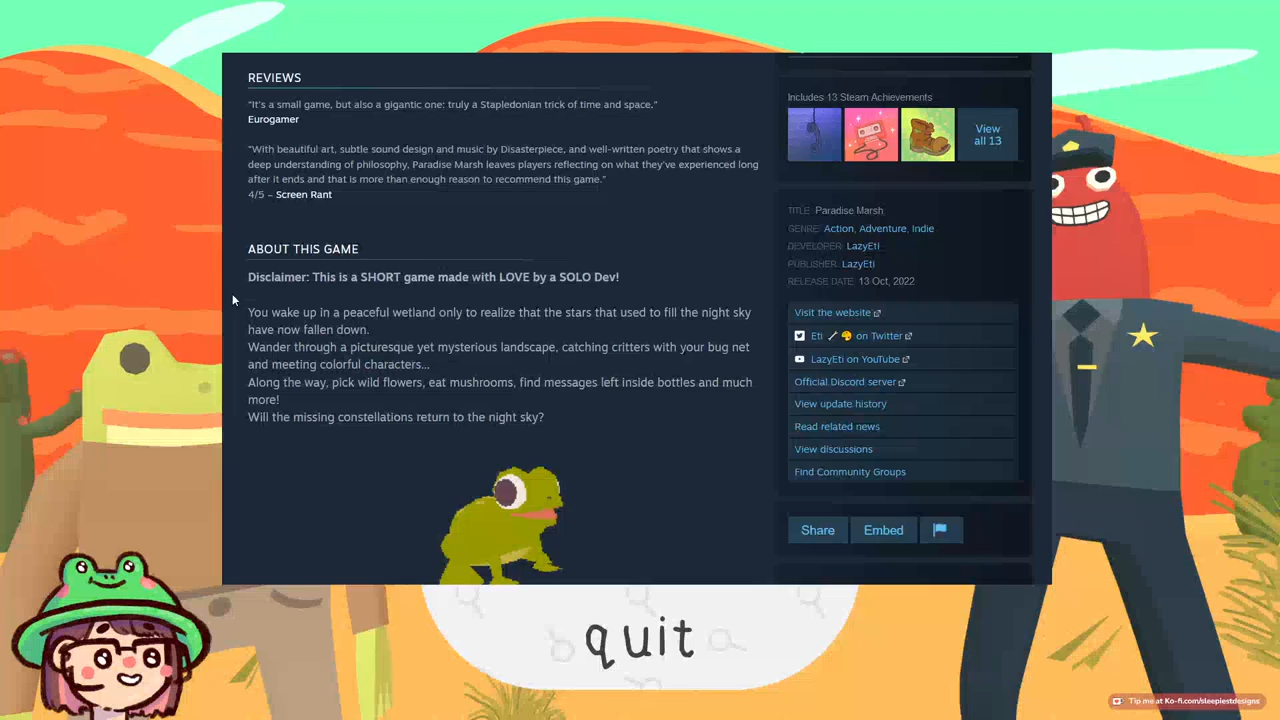 REVIEWS
"It's a small game, but also a gigantic one: truly a Stapledonian trick of time and space."
Eurogamer
"With beautiful art, subtle sound design and music by Disasterpiece, and well-written poetry that shows a
deep understanding of philosophy, Paradise Marsh leaves players reflecting on what they've experienced long
after it ends and that is more than enough reason to recommend this game."
4/5 – Screen Rant
ABOUT THIS GAME
Disclaimer: This is a SHORT game made with LOVE by a SOLO Dev!
You wake up in a peaceful wetland only to realize that the stars that used to fill the night sky
have now fallen down.
Wander through a picturesque yet mysterious landscape, catching critters with your bug net
and meeting colorful characters...
Along the way, pick wild flowers, eat mushrooms, find messages left inside bottles and much
more!
Will the missing constellations return to the night sky?
Includes 13 Steam Achievements
View
all 13
TITLE: Paradise Marsh
GENRE: Action, Adventure, Indie
DEVELOPER: LazyEti
PUBLISHER: LazyEti
RELEASE DATE: 13 Oct, 2022
Visit the website
Eti 🦴 🎨 on Twitter
LazyEti on YouTube
Official Discord server
View update history
Read related news
View discussions
Find Community Groups
Share Embed
quit
Tip me at Ko-fi.com/sleepiestdesigns